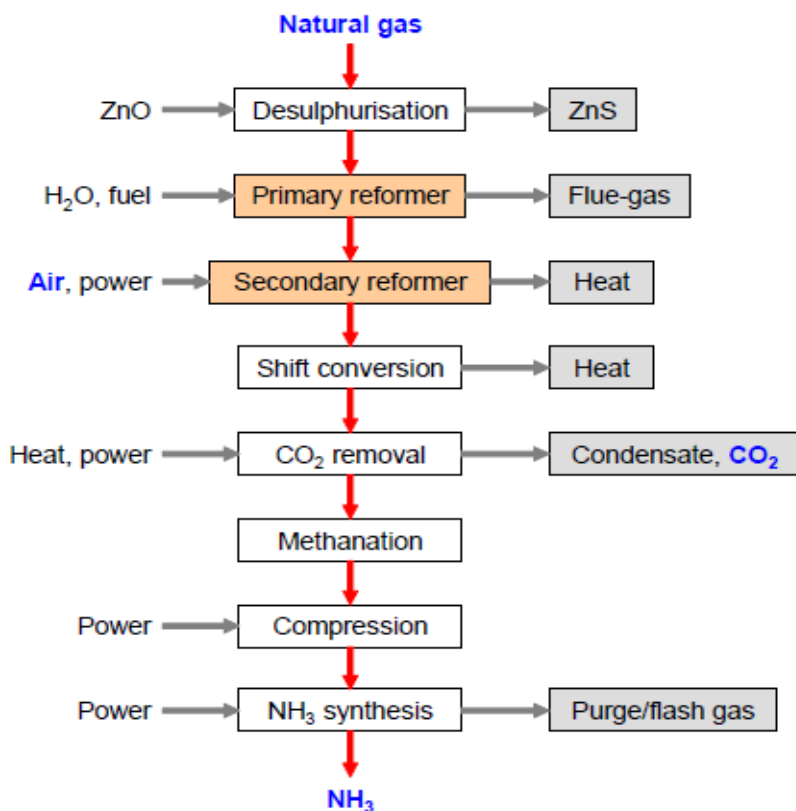 Natural gas
ZnO Desulphurisation ZnS
H₂O, fuel Primary reformer Flue-gas
Air, power Secondary reformer Heat
Shift conversion Heat
Heat, power CO₂ removal Condensate, CO₂
Methanation
Power Compression
Power NH₃ synthesis Purge/flash gas
NH₃